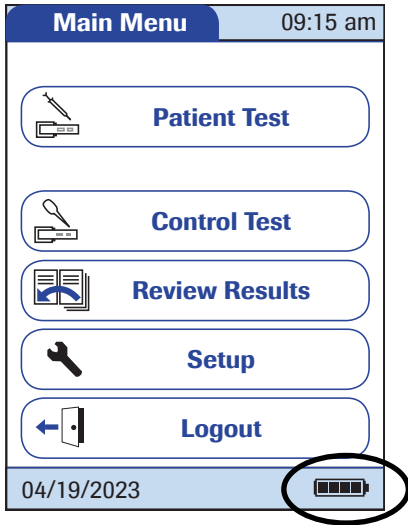 Main Menu 09:15 am
Patient Test
Control Test
Review Results
Setup
Logout
04/19/2023